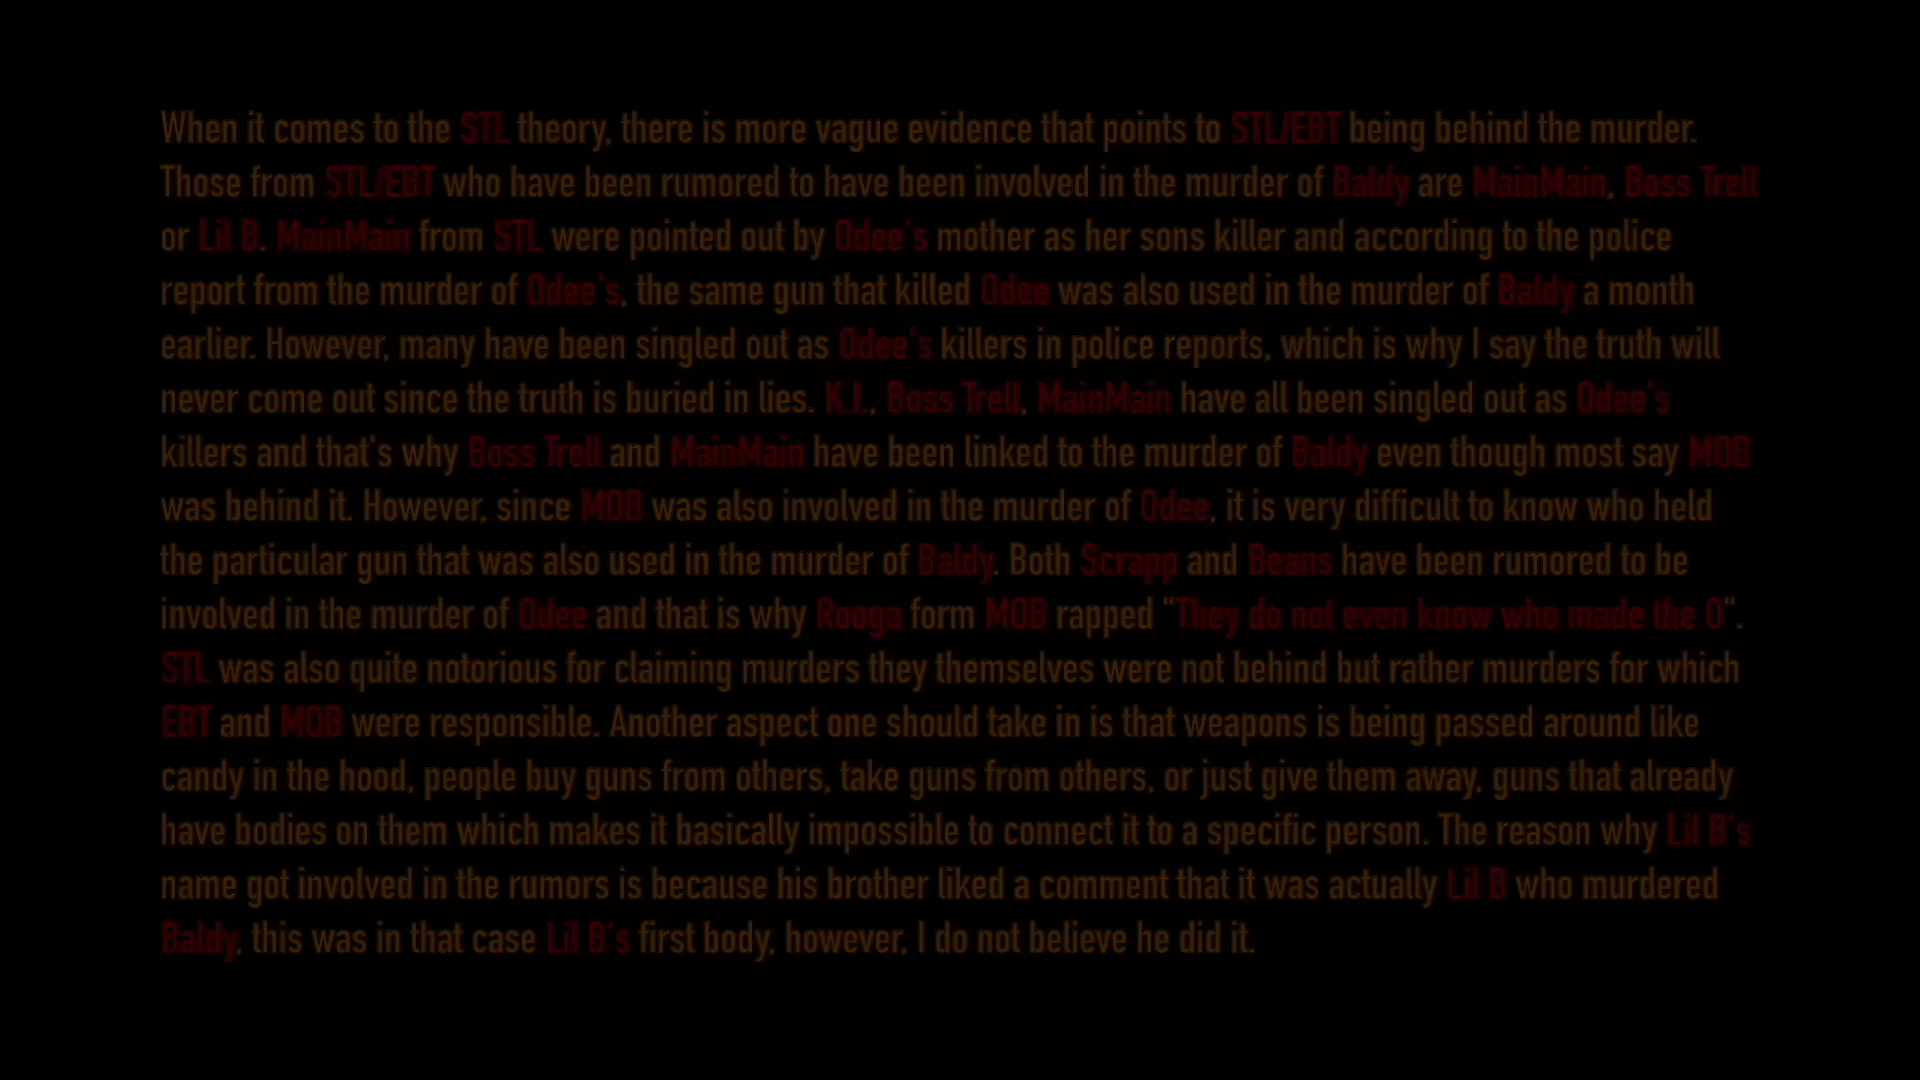 When it comes to the STL theory, there is more vague evidence that points to STL/EBT being behind the murder.
Those from STL/EBT who have been rumored to have been involved in the murder of Baldy are MainMain, Boss Trell
or Lil B. MainMain from STL were pointed out by Odee's mother as her sons killer and according to the police
report from the murder of Odee's, the same gun that killed Odee was also used in the murder of Baldy a month
earlier. However, many have been singled out as Odee's killers in police reports, which is why I say the truth will
never come out since the truth is buried in lies. K.I., Boss Trell, MainMain have all been singled out as Odee's
killers and that's why Boss Trell and MainMain have been linked to the murder of Baldy even though most say MOB
was behind it. However, since MOB was also involved in the murder of Odee, it is very difficult to know who held
the particular gun that was also used in the murder of Baldy. Both Scrapp and Beans have been rumored to be
involved in the murder of Odee and that is why Rooga form MOB rapped "They do not even know who made the O".
STL was also quite notorious for claiming murders they themselves were not behind but rather murders for which
EBT and MOB were responsible. Another aspect one should take in is that weapons is being passed around like
candy in the hood, people buy guns from others, take guns from others, or just give them away, guns that already
have bodies on them which makes it basically impossible to connect it to a specific person. The reason why Lil B's
name got involved in the rumors is because his brother liked a comment that it was actually Lil B who murdered
Baldy, this was in that case Lil B's first body, however, I do not believe he did it.